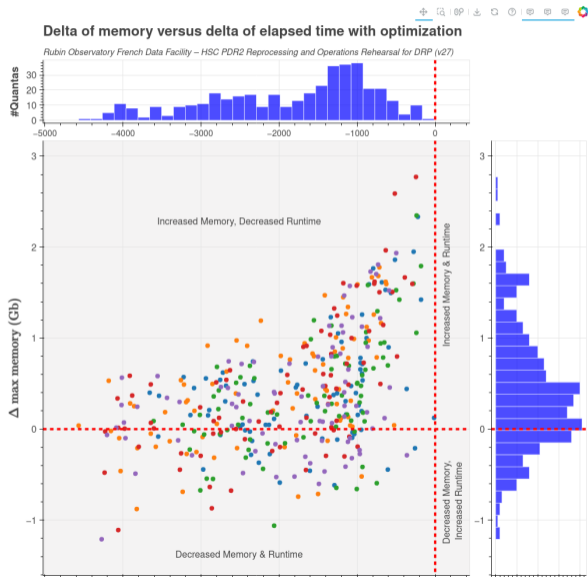 Delta of memory versus delta of elapsed time with optimization
Rubin Observatory French Data Facility – HSC PDR2 Reprocessing and Operations Rehearsal for DRP (v27)
#Quantas
30
20
10
0
−5000 −4000 −3000 −2000 −1000 0
Δ max memory (Gb)
3
2
1
0
−1
Increased Memory, Decreased Runtime
Increased Memory & Runtime
Decreased Memory,
Increased Runtime
Decreased Memory & Runtime
3
2
1
0
−1